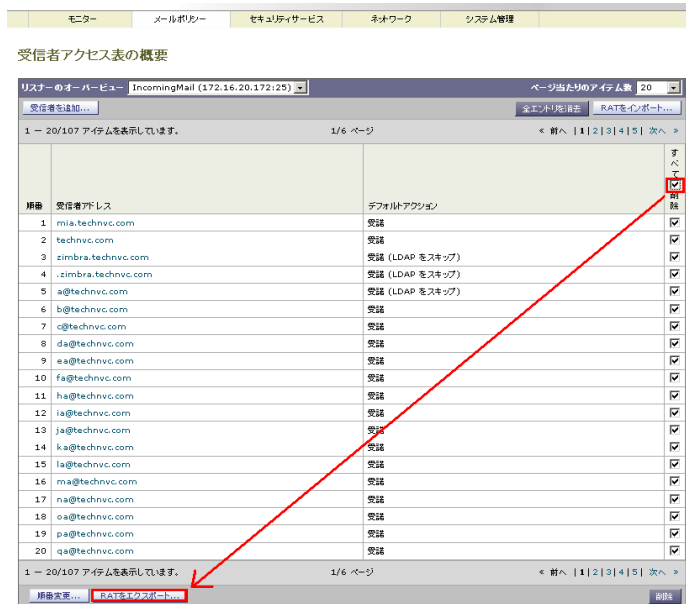 モニター メールポリシー セキュリティサービス ネットワーク システム管理
受信者アクセス表の概要
リスナーのオーバービュー IncomingMail (172.16.20.172:25) ページ当たりのアイテム数 20
受信者を追加... 全エントリを消去 RATをインポート...
1 — 20/107 アイテムを表示しています。 1/6 ページ « 前へ |1|2|3|4|5| 次へ »
順番 受信者アドレス デフォルトアクション すべて削除
1 mia.technvc.com 受諾
2 technvc.com 受諾
3 zimbra.technvc.com 受諾 (LDAP をスキップ)
4 .zimbra.technvc.com 受諾 (LDAP をスキップ)
5 a@technvc.com 受諾 (LDAP をスキップ)
6 b@technvc.com 受諾
7 c@technvc.com 受諾
8 da@technvc.com 受諾
9 ea@technvc.com 受諾
10 fa@technvc.com 受諾
11 ha@technvc.com 受諾
12 ia@technvc.com 受諾
13 ja@technvc.com 受諾
14 ka@technvc.com 受諾
15 la@technvc.com 受諾
16 ma@technvc.com 受諾
17 na@technvc.com 受諾
18 oa@technvc.com 受諾
19 pa@technvc.com 受諾
20 qa@technvc.com 受諾
1 — 20/107 アイテムを表示しています。 1/6 ページ « 前へ |1|2|3|4|5| 次へ »
順番変更... RATをエクスポート... 削除